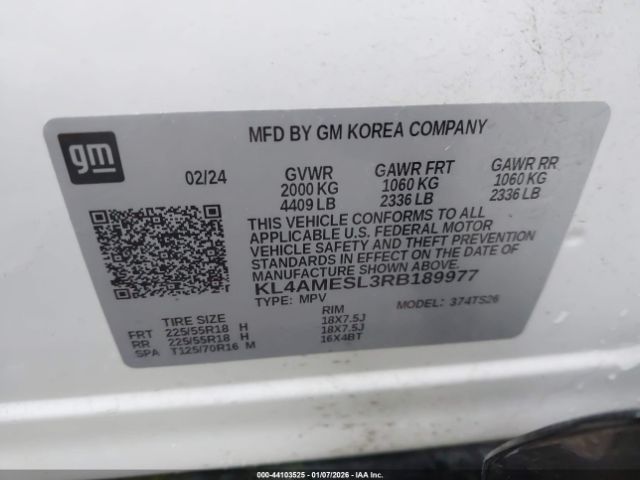 gm
MFD BY GM KOREA COMPANY
02/24 GVWR GAWR FRT GAWR RR
2000 KG 1060 KG 1060 KG
4409 LB 2336 LB 2336 LB
THIS VEHICLE CONFORMS TO ALL
APPLICABLE U.S. FEDERAL MOTOR
VEHICLE SAFETY AND THEFT PREVENTION
STANDARDS IN EFFECT ON THE DATE OF
MANUFACTURE SHOWN ABOVE.
KL4AMESL3RB189977
TYPE: MPV MODEL: 374TS26
TIRE SIZE RIM
FRT 225/55R18 H 18X7.5J
RR 225/55R18 H 18X7.5J
SPA T125/70R16 M 16X4BT
000-44103525 | 01/07/2026 | IAA Inc.